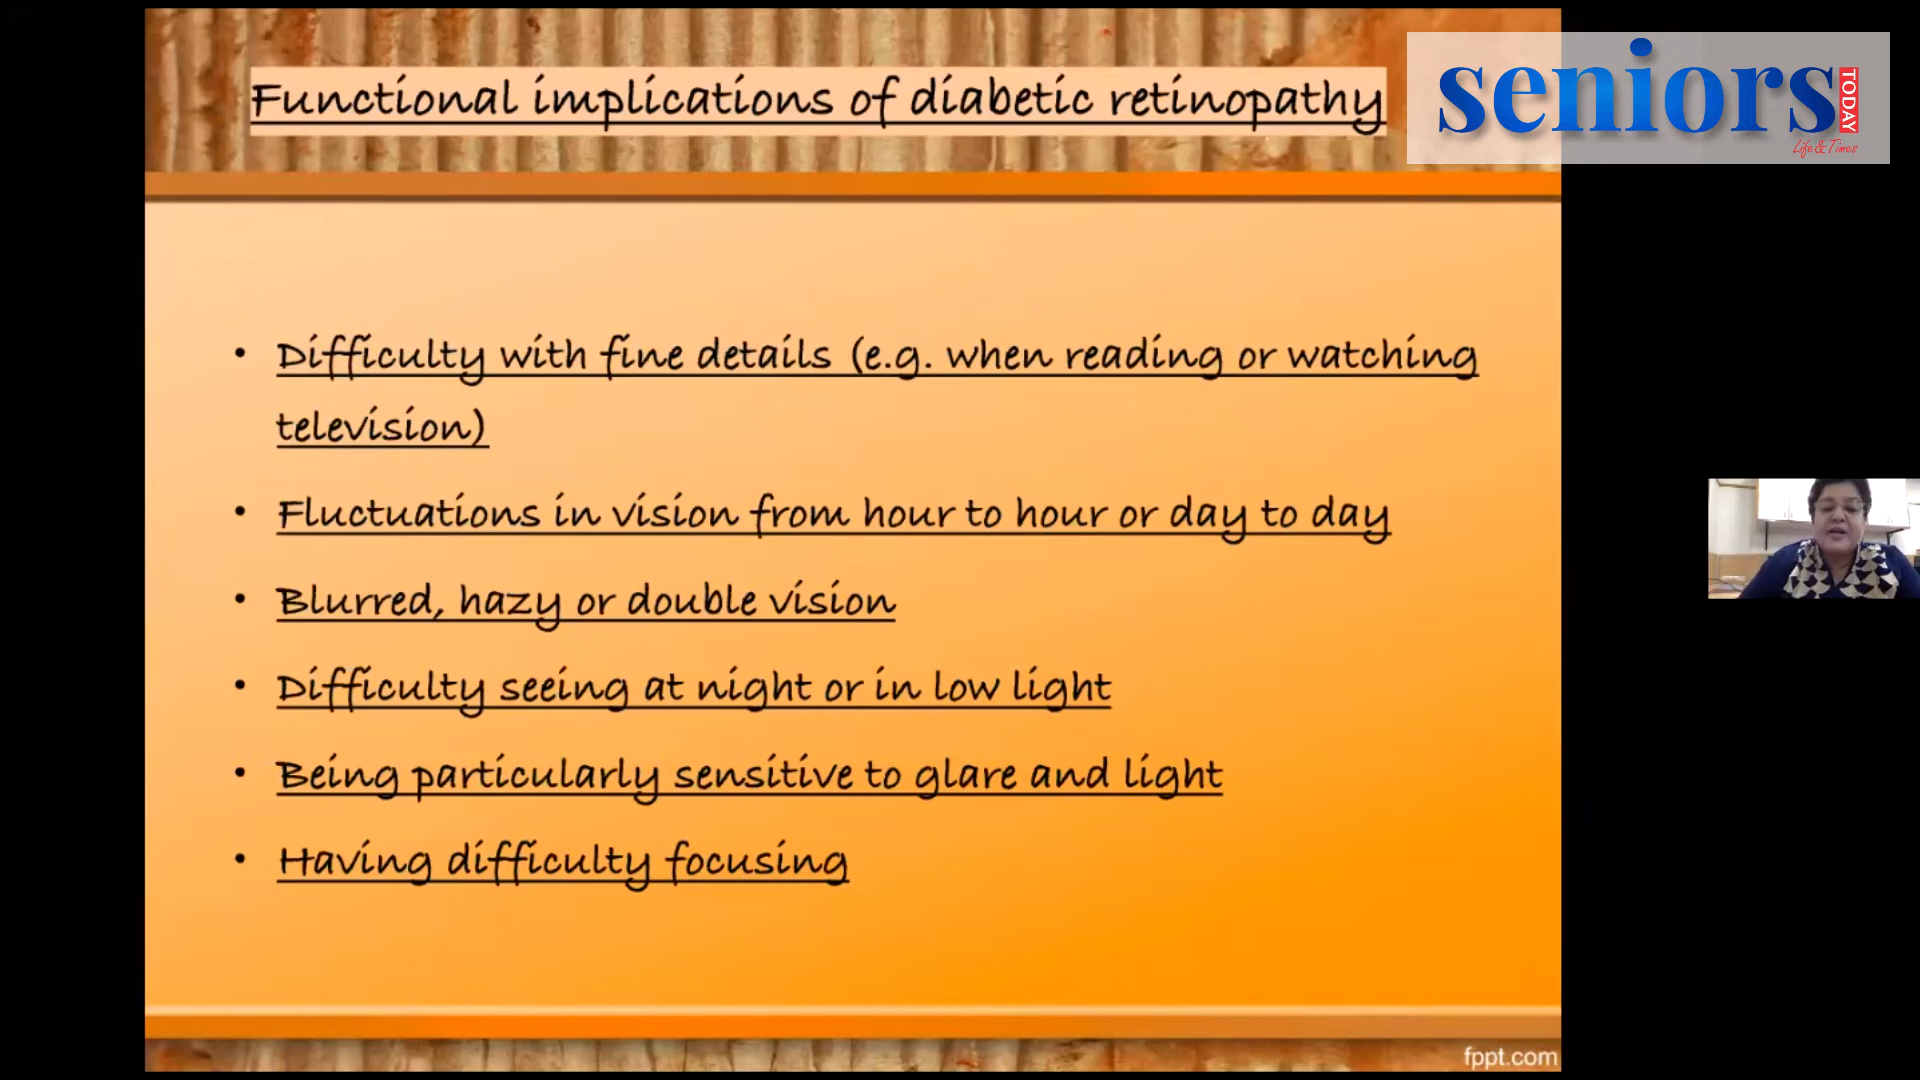 Functional implications of diabetic retinopathy
seniors
TODAY
Life & Times
• Difficulty with fine details (e.g. when reading or watching
television)
• Fluctuations in vision from hour to hour or day to day
• Blurred, hazy or double vision
• Difficulty seeing at night or in low light
• Being particularly sensitive to glare and light
• Having difficulty focusing
fppt.com